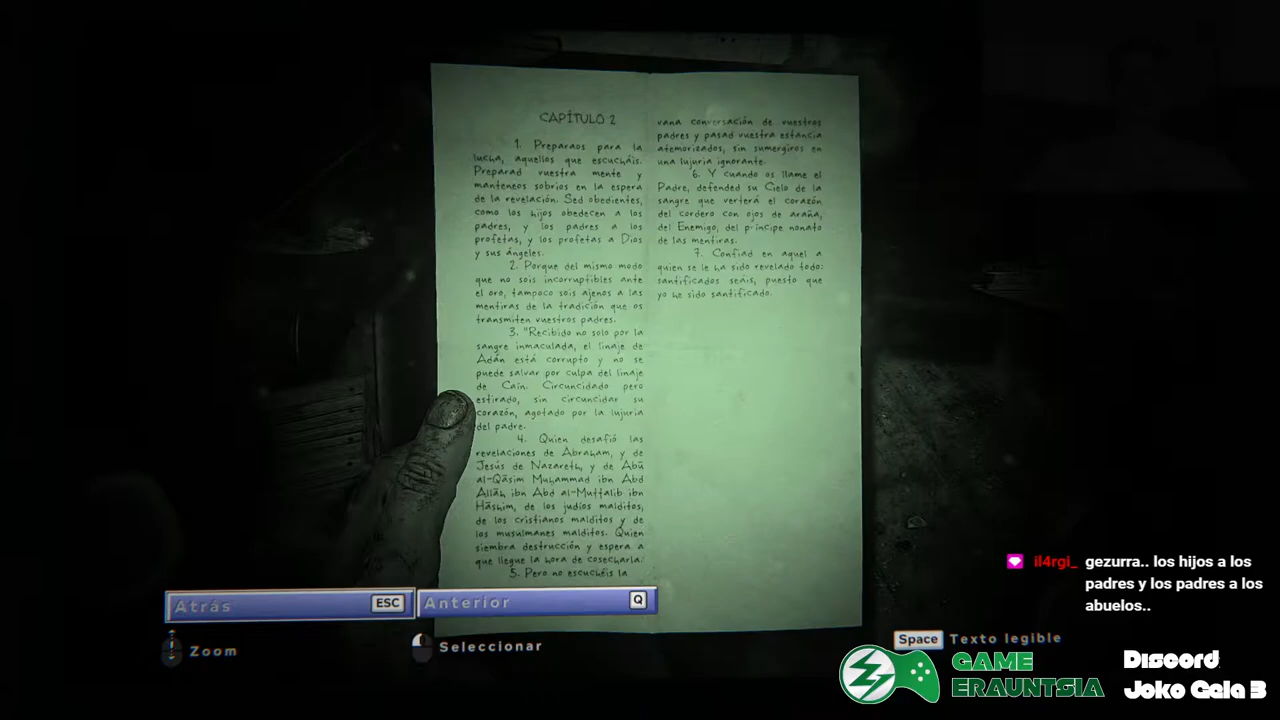 CAPÍTULO 2
1. Preparaos para la
lucha, aquellos que escucháis.
Preparad vuestra mente y
manteneos sobrios en la espera
de la revelación. Sed obedientes,
como los hijos obedecen a los
padres, y los padres a los
profetas, y los profetas a Dios
y sus ángeles.
2. Porque del mismo modo
que no sois incorruptibles ante
el oro, tampoco sois ajenos a las
mentiras de la tradición que os
transmiten vuestros padres.
3. "Recibido no solo por la
sangre inmaculada, el linaje de
Adán está corrupto y no se
puede salvar por culpa del linaje
de Caín. Circuncidado pero
estirado, sin circuncidar su
corazón, agotado por la lujuria
del padre.
4. Quien desafió las
revelaciones de Abraham, y de
Jesús de Nazareth, y de Abū
al-Qāsim Muhammad ibn Abd
Allāh ibn Abd al-Muttalib ibn
Hāshim, de los judíos malditos,
de los cristianos malditos y de
los musulmanes malditos. Quien
siembra destrucción y espera a
que llegue la hora de cosecharla.
5. Pero no escuchéis la
vana conversación de vuestros
padres y pasad vuestra estancia
atemorizados, sin sumergiros en
una lujuria ignorante.
6. Y cuando os llame el
Padre, defended su Cielo de la
sangre que verterá el corazón
del cordero con ojos de araña,
del Enemigo, del príncipe nonato
de las mentiras.
7. Confiad en aquel a
quien se le ha sido revelado todo:
santificados seáis, puesto que
yo he sido santificado.
Atrás ESC
Anterior Q
Zoom
Seleccionar
Space Texto legible
il4rgi_ gezurra.. los hijos a los
padres y los padres a los
abuelos..
GAME
ERAUNTSIA
Discord
Joko Gela 3